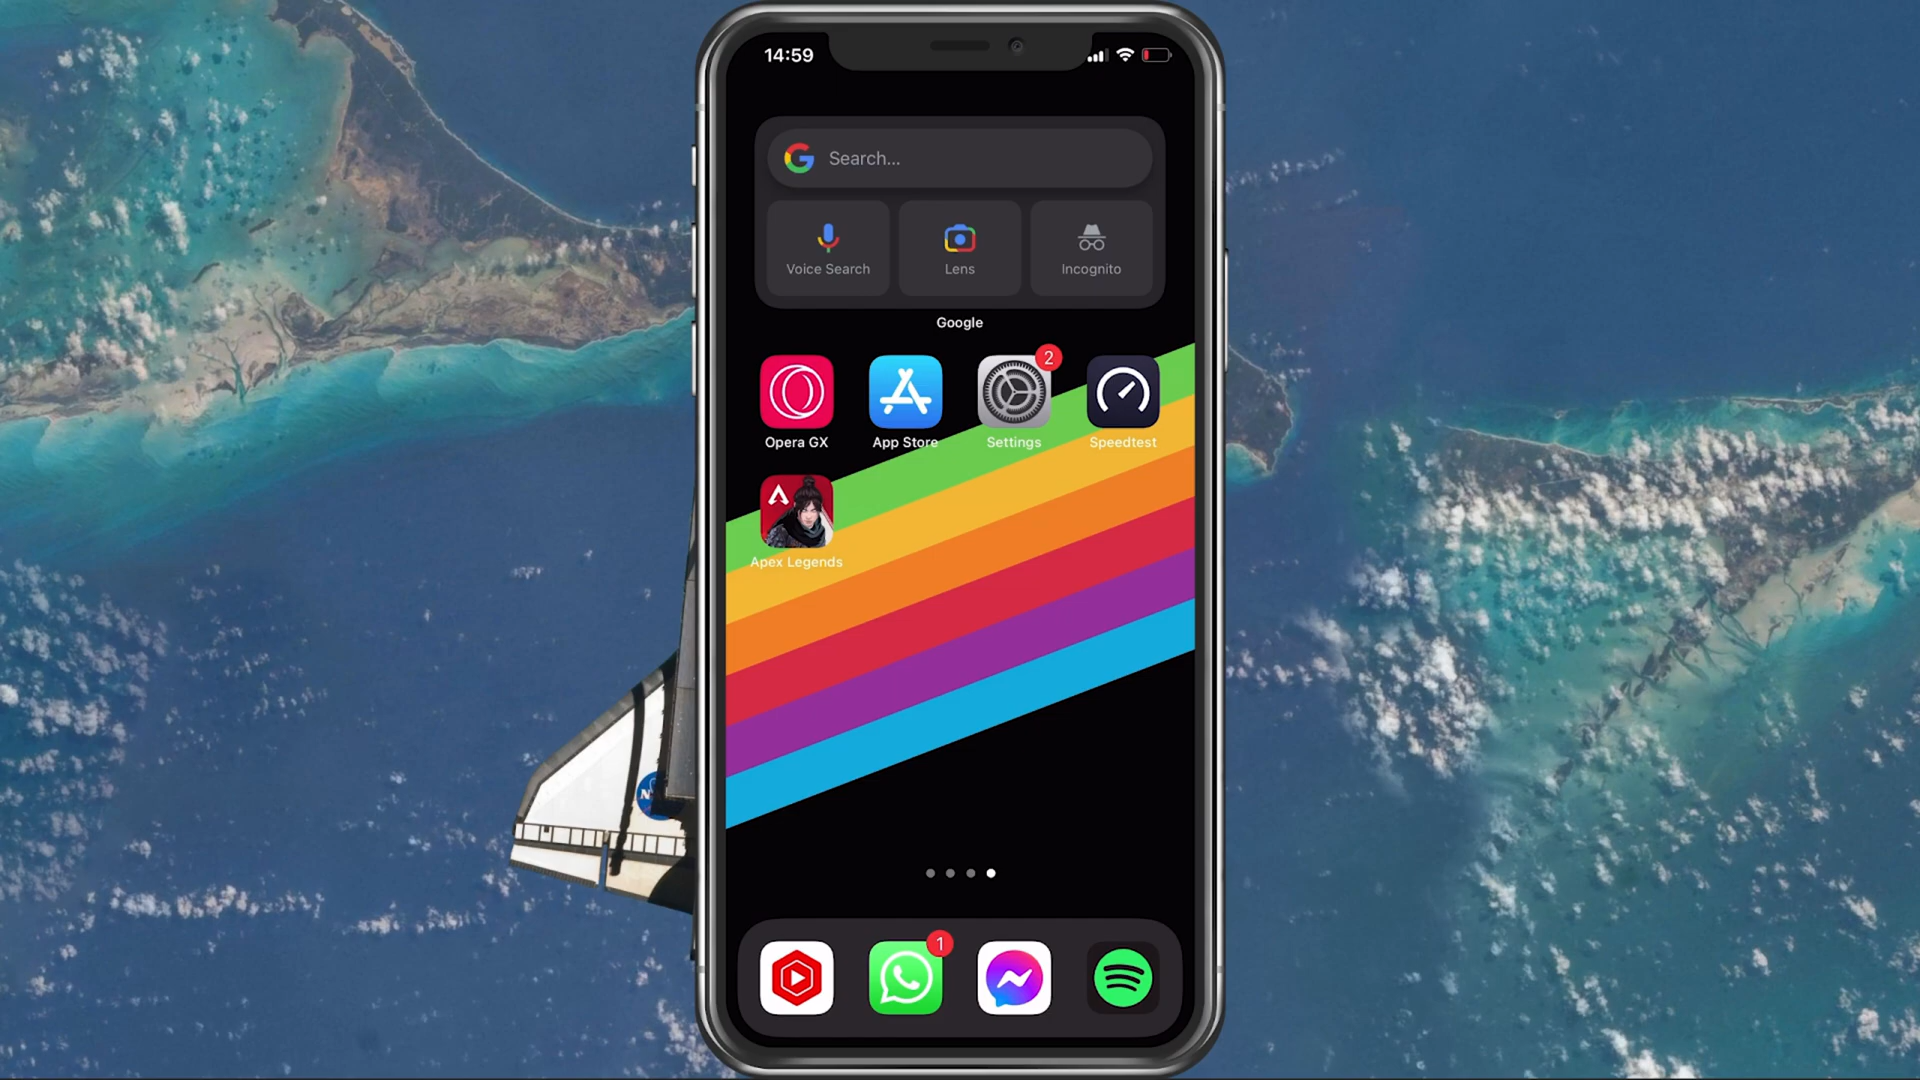 14:59
Search...
Voice Search
Lens
Incognito
Google
2
Opera GX
App Store
Settings
Speedtest
Apex Legends
N
1